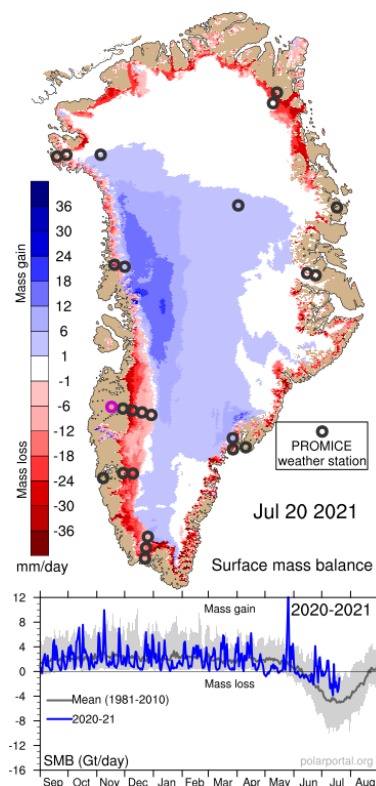 Mass gain
36
30
24
18
12
6
1
-1
-6
-12
-18
-24
-30
-36
Mass loss
mm/day
PROMICE
weather station
Jul 20 2021
Surface mass balance
12
8
4
0
-4
-8
-12
-16
Mass gain
2020-2021
Mass loss
Mean (1981-2010)
2020-21
SMB (Gt/day)
polarportal.org
Sep Oct Nov Dec Jan Feb Mar Apr May Jun Jul Aug